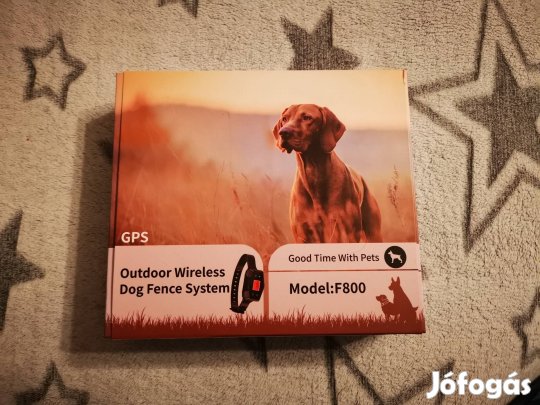 GPS
Outdoor Wireless
Dog Fence System
Good Time With Pets
Model:F800
Jófogás